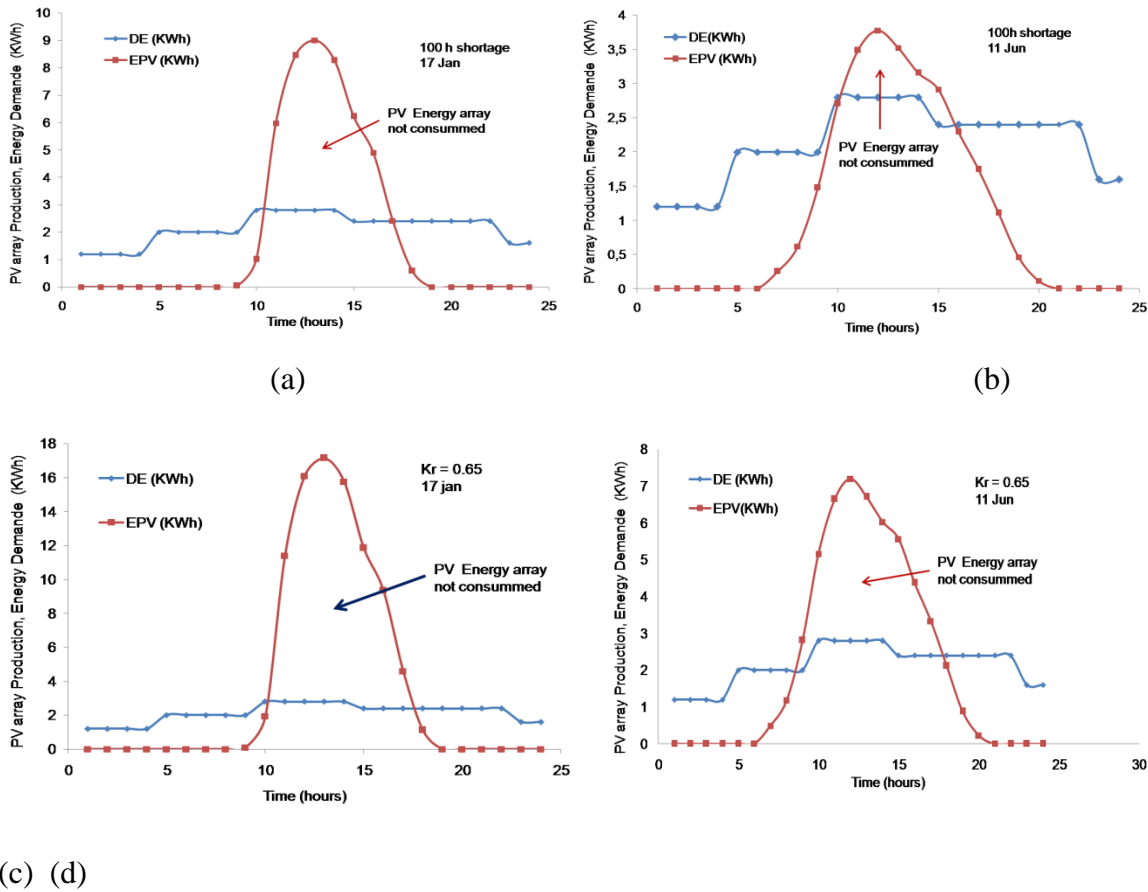 PV array Production, Energy Demande (KWh)
10
9
8
7
6
5
4
3
2
1
0
DE (KWh)
EPV (KWh)
100 h shortage
17 Jan
PV Energy array
not consummed
0 5 10 15 20 25
Time (hours)
(a)
PV array Production, Energy Demande (KWh)
4
3,5
3
2,5
2
1,5
1
0,5
0
DE(KWh)
EPV (KWh)
100h shortage
11 Jun
PV Energy array
not consummed
0 5 10 15 20 25
Time (hours)
(b)
PV array Production, Energy Demande (KWh)
18
16
14
12
10
8
6
4
2
0
DE (KWh)
EPV (KWh)
Kr = 0.65
17 jan
PV Energy array
not consummed
0 5 10 15 20 25
Time (hours)
PV array Production, Energy Demande (KWh)
8
7
6
5
4
3
2
1
0
DE (KWh)
EPV(KWh)
Kr = 0.65
11 Jun
PV Energy array
not consummed
0 5 10 15 20 25 30
Time (hours)
(c) (d)